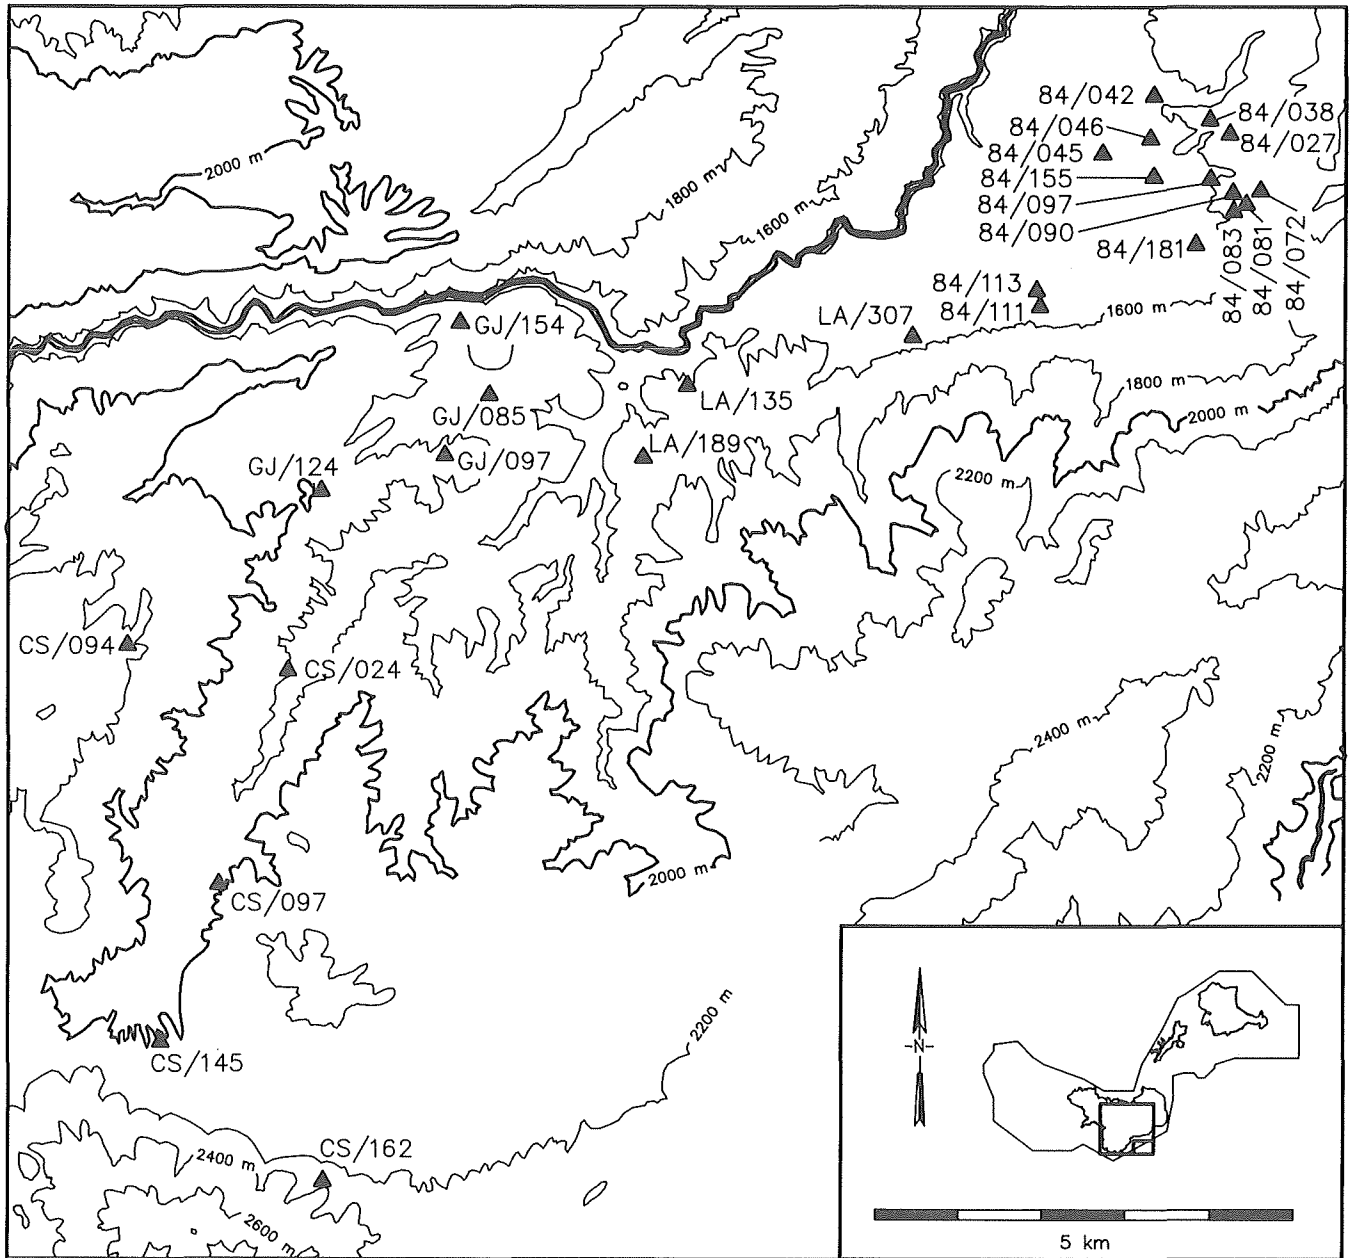 84/042
84/038
84/046
84/027
84/045
84/155
84/097
84/090
84/181
84/083
84/081
84/072
2000 m
1800 m
1600 m
84/113
84/111
LA/307
1600 m
GJ/154
LA/135
1800 m
2000 m
GJ/085
LA/189
GJ/097
GJ/124
2200 m
CS/094
CS/024
2400 m
2200 m
2000 m
CS/097
2200 m
CS/145
CS/162
2400 m
2600 m
N
5 km